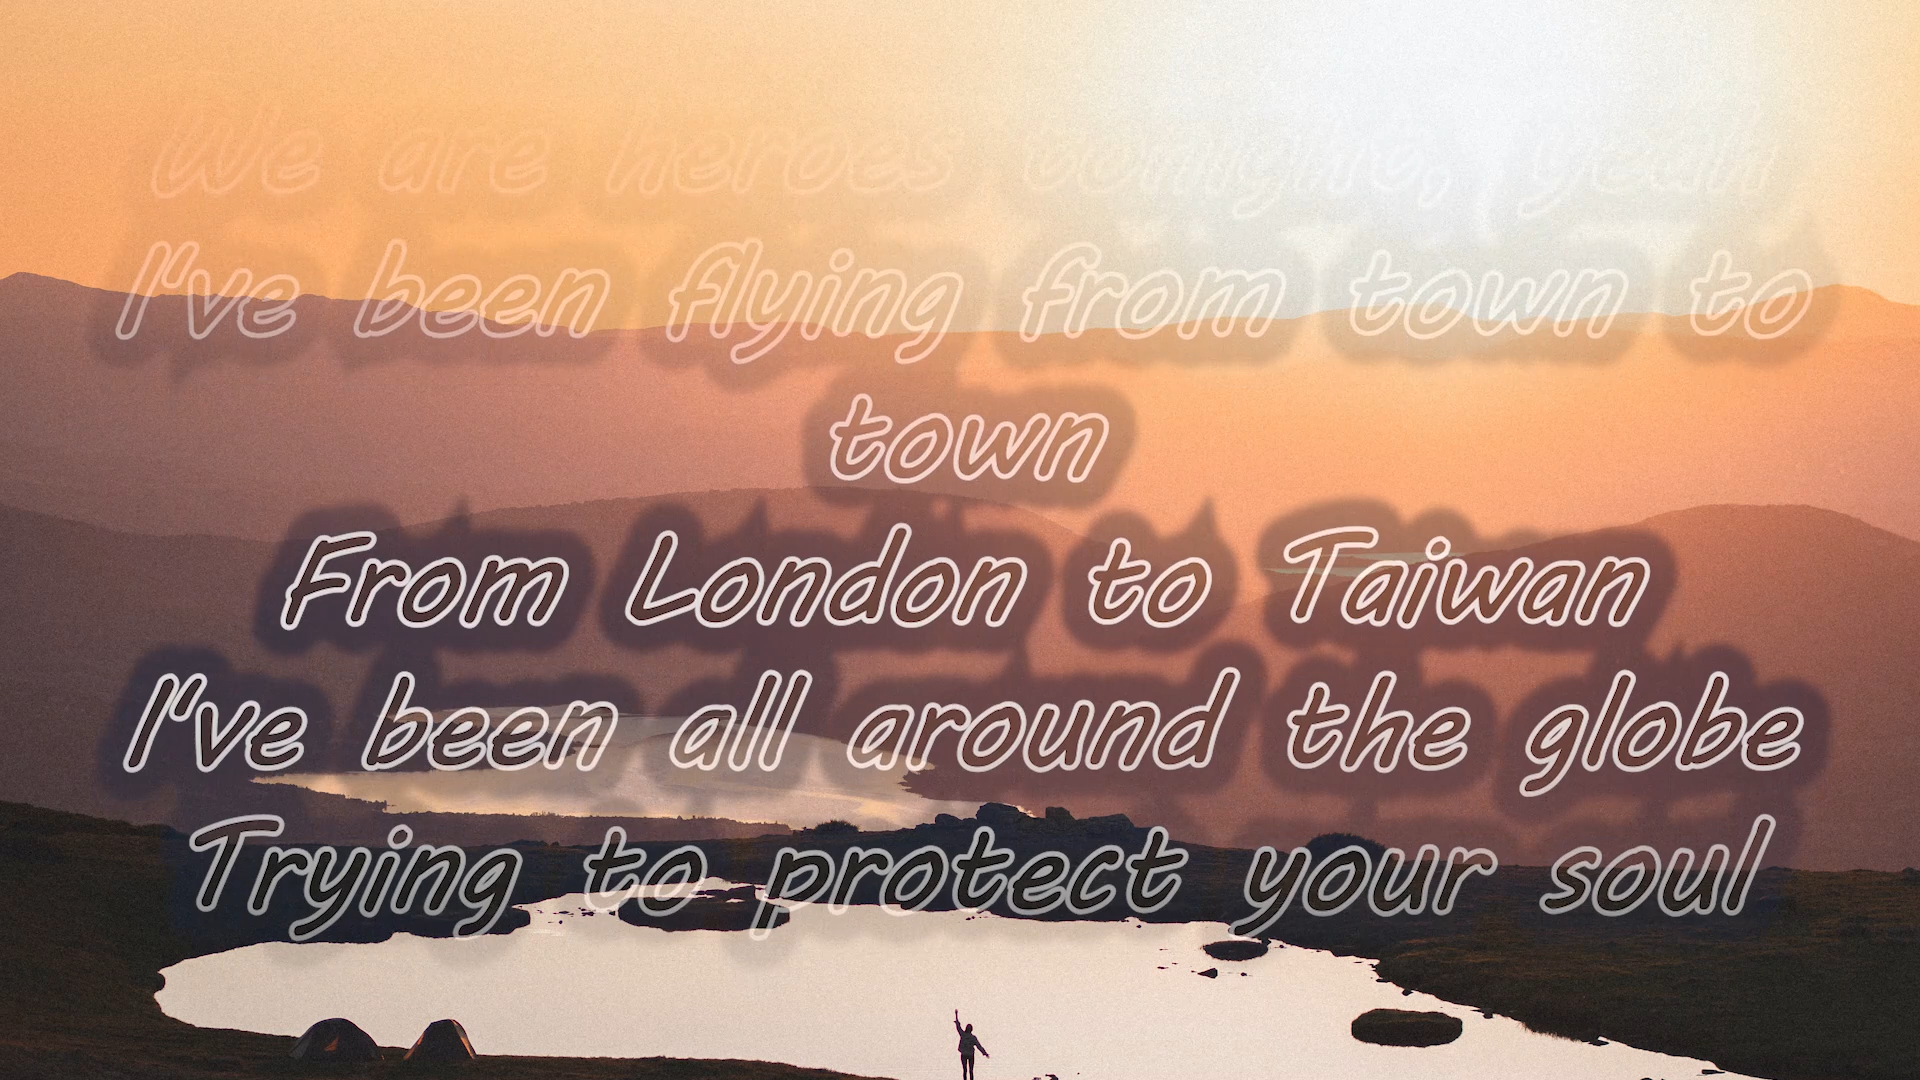 We are heroes tonight, yeah
I've been flying from town to
town
From London to Taiwan
I've been all around the globe
Trying to protect your soul